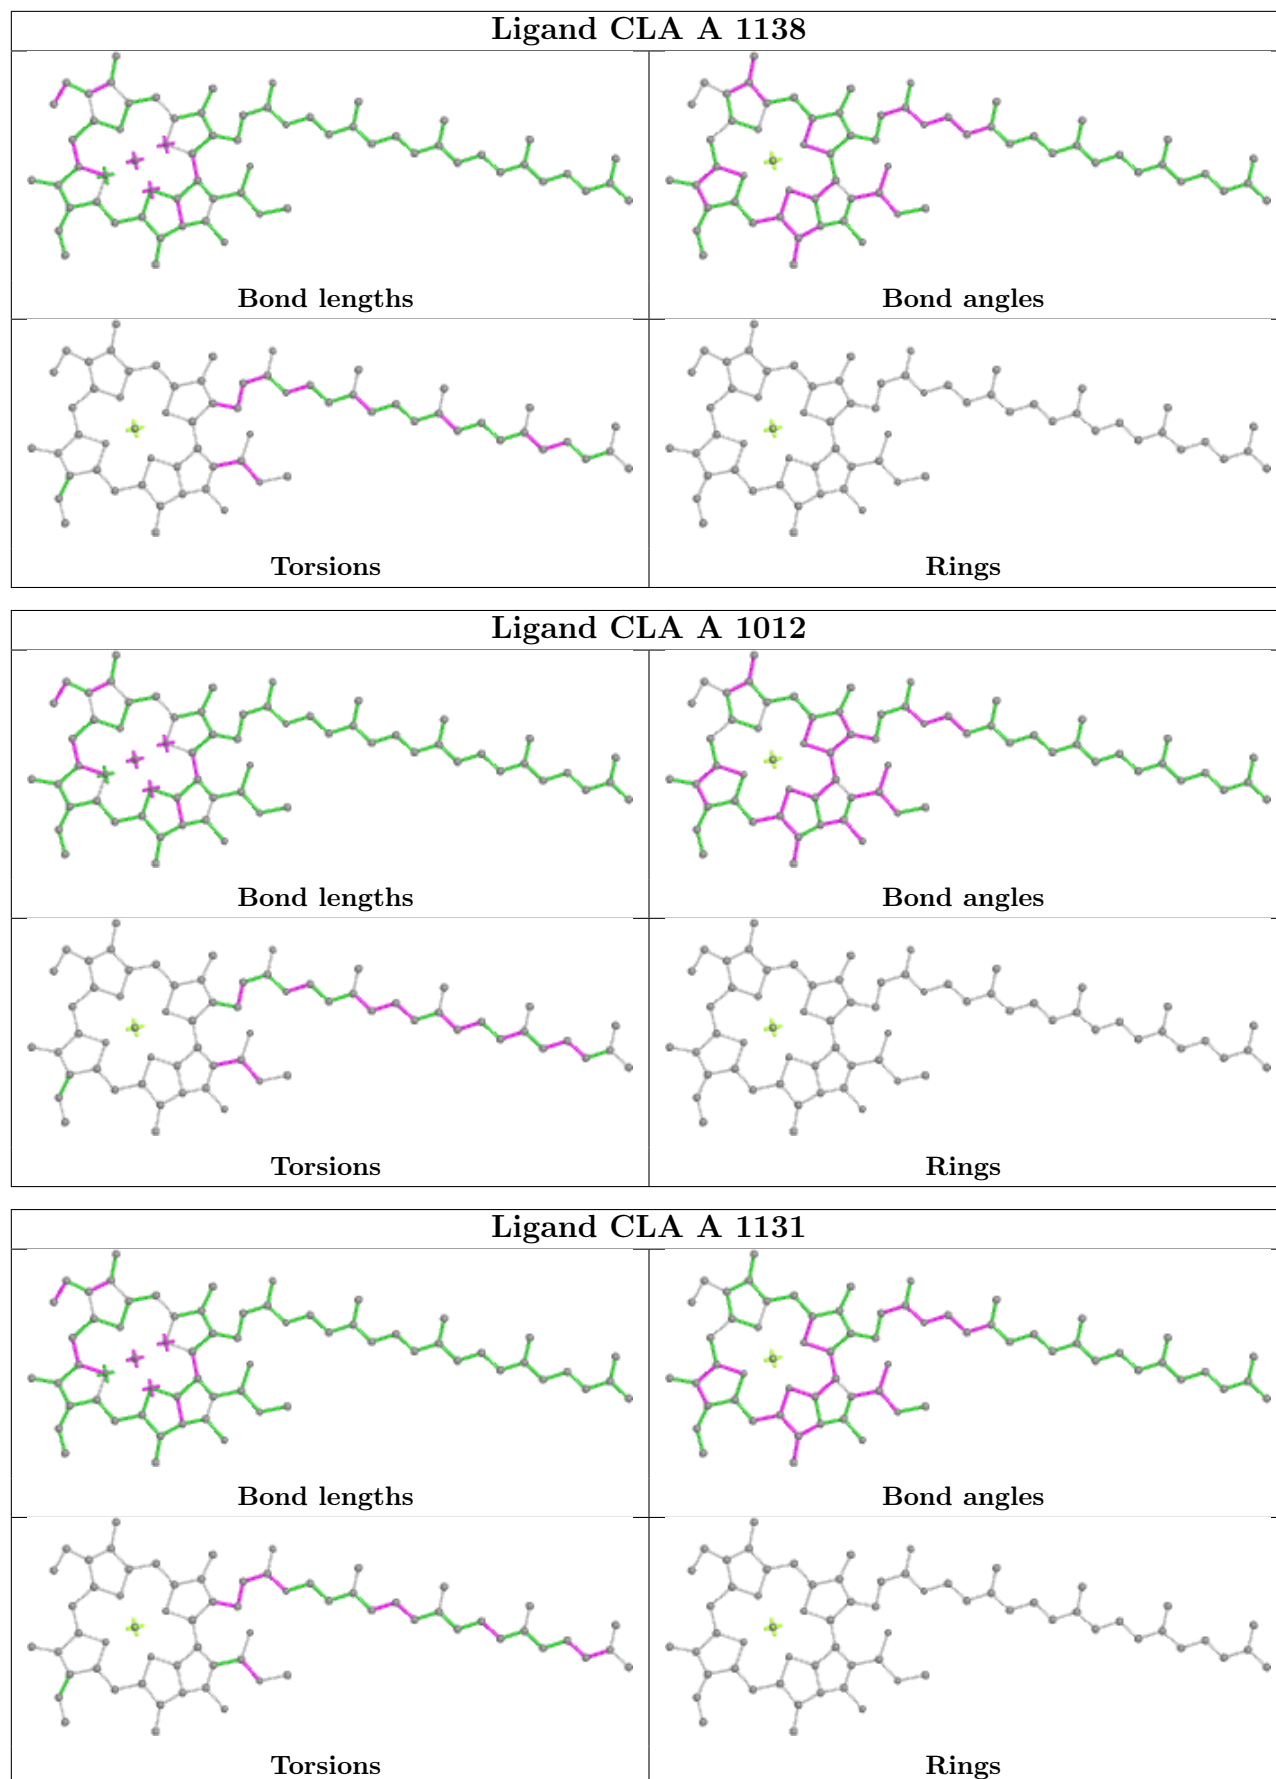 Ligand CLA A 1138
Bond lengths
Bond angles
Torsions
Rings
Ligand CLA A 1012
Bond lengths
Bond angles
Torsions
Rings
Ligand CLA A 1131
Bond lengths
Bond angles
Torsions
Rings